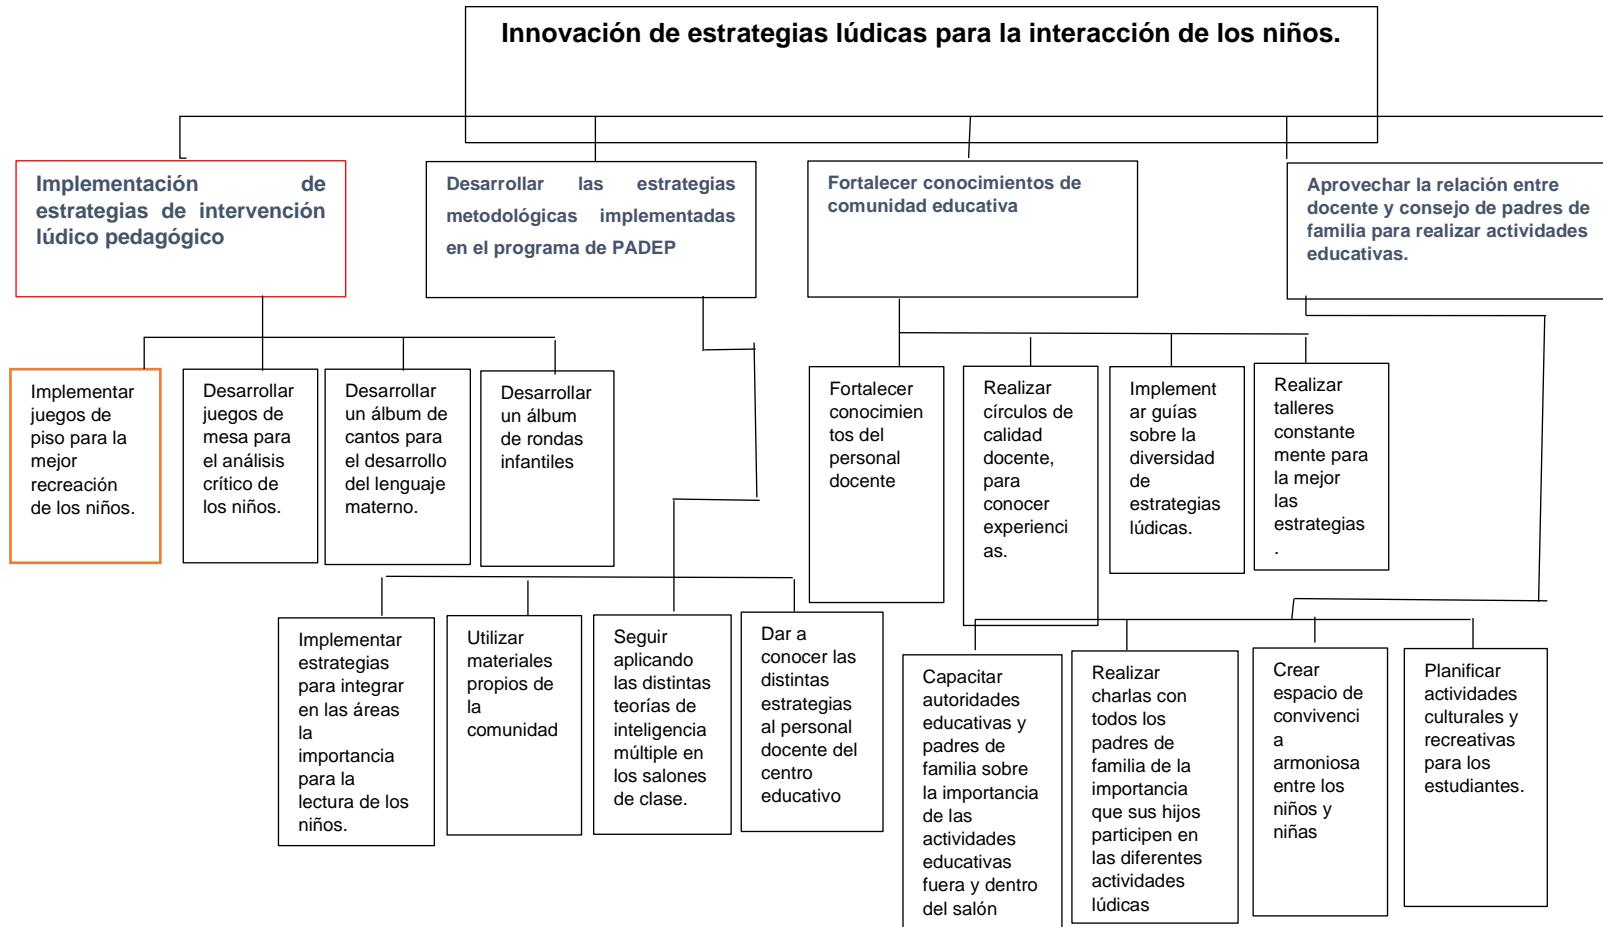 Innovación de estrategias lúdicas para la interacción de los niños.
Implementación de
estrategias de intervención
lúdico pedagógico
Desarrollar las estrategias
metodológicas implementadas
en el programa de PADEP
Fortalecer conocimientos de
comunidad educativa
Aprovechar la relación entre
docente y consejo de padres de
familia para realizar actividades
educativas.
Implementar
juegos de
piso para la
mejor
recreación
de los niños.
Desarrollar
juegos de
mesa para
el análisis
crítico de
los niños.
Desarrollar
un álbum de
cantos para
el desarrollo
del lenguaje
materno.
Desarrollar
un álbum
de rondas
infantiles
Fortalecer
conocimien
tos del
personal
docente
Realizar
círculos de
calidad
docente,
para
conocer
experienci
as.
Implement
ar guías
sobre la
diversidad
de
estrategias
lúdicas.
Realizar
talleres
constante
mente para
la mejor
las
estrategias
.
Implementar
estrategias
para integrar
en las áreas
la
importancia
para la
lectura de los
niños.
Utilizar
materiales
propios de
la
comunidad
Seguir
aplicando
las distintas
teorías de
inteligencia
múltiple en
los salones
de clase.
Dar a
conocer las
distintas
estrategias
al personal
docente del
centro
educativo
Capacitar
autoridades
educativas y
padres de
familia sobre
la importancia
de las
actividades
educativas
fuera y dentro
del salón
Realizar
charlas con
todos los
padres de
familia de la
importancia
que sus hijos
participen en
las diferentes
actividades
lúdicas
Crear
espacio de
convivenci
a
armoniosa
entre los
niños y
niñas
Planificar
actividades
culturales y
recreativas
para los
estudiantes.